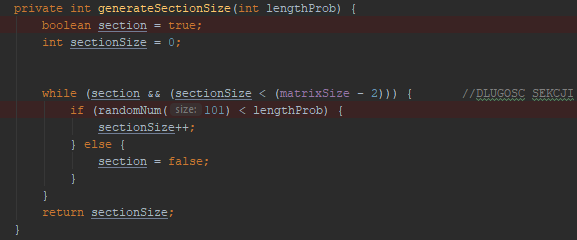 private int generateSectionSize(int lengthProb) {
    boolean section = true;
    int sectionSize = 0;
    while (section && (sectionSize < (matrixSize - 2))) {      //DLUGOSC SEKCJI
        if (randomNum( size: 101) < lengthProb) {
            sectionSize++;
        } else {
            section = false;
        }
    }
    return sectionSize;
}